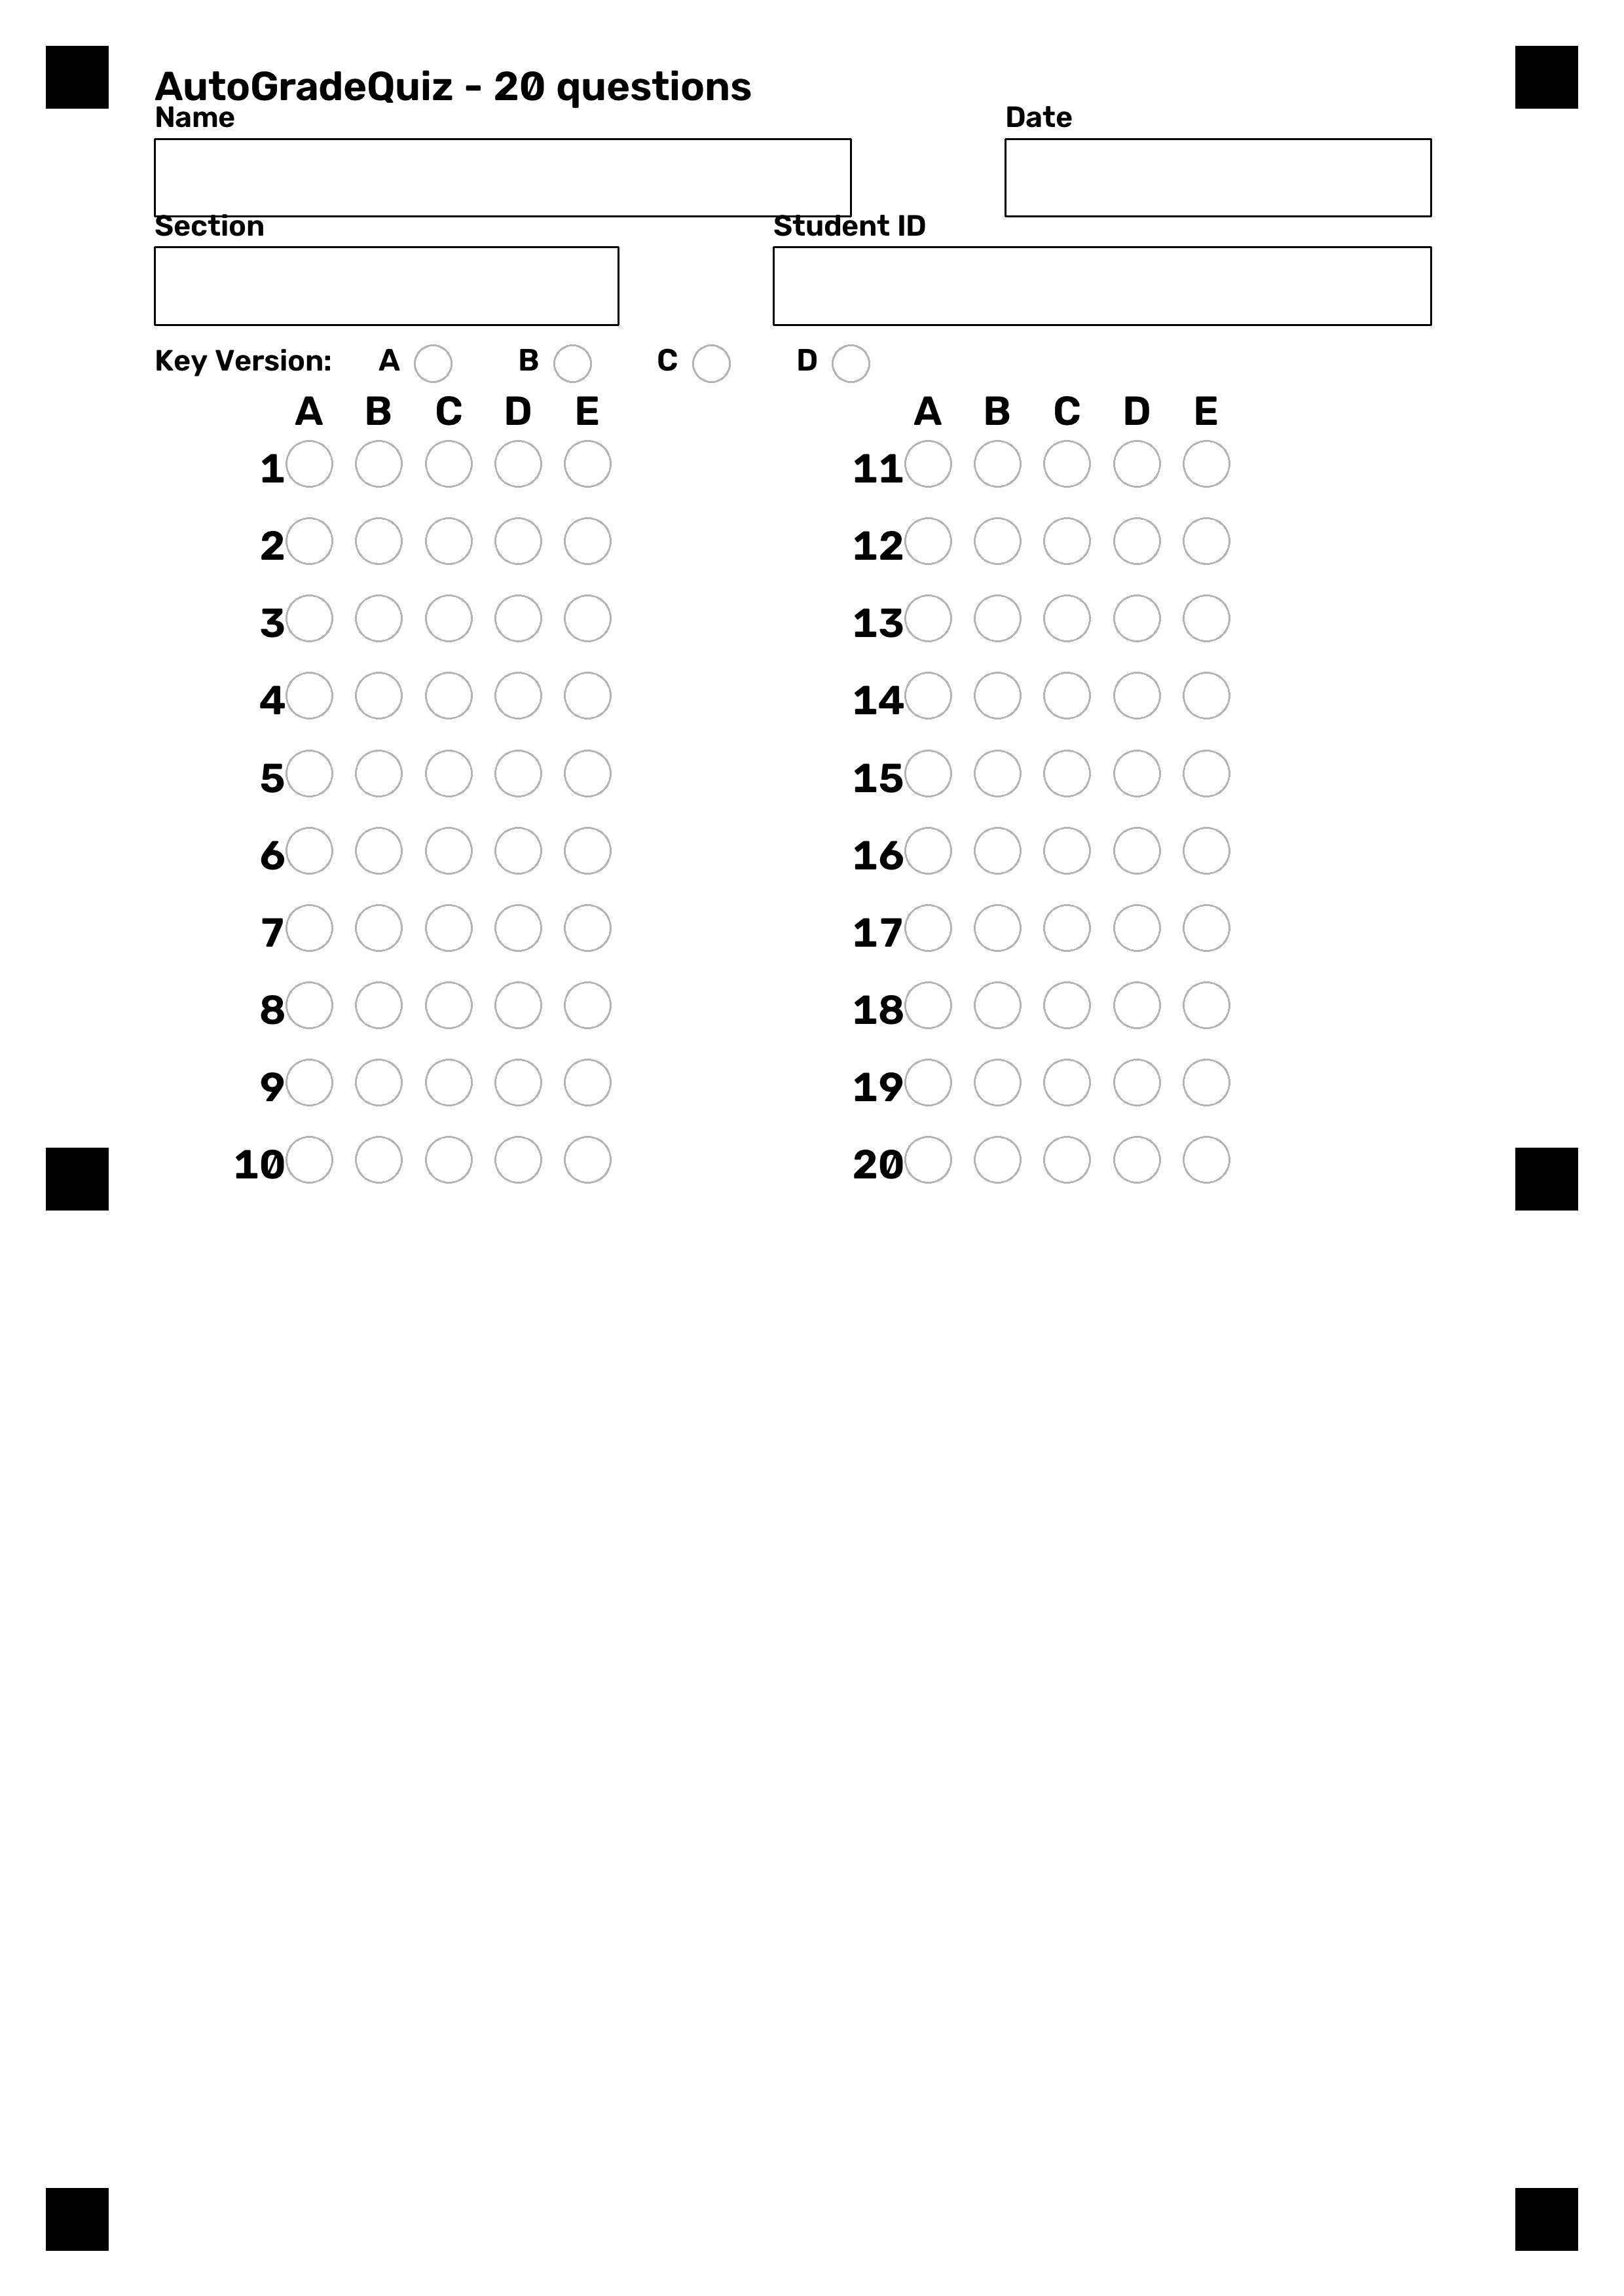 AutoGradeQuiz - 20 questions
Name Date
Section Student ID
Key Version: A B C D
A B C D E A B C D E
1 11
2 12
3 13
4 14
5 15
6 16
7 17
8 18
9 19
10 20